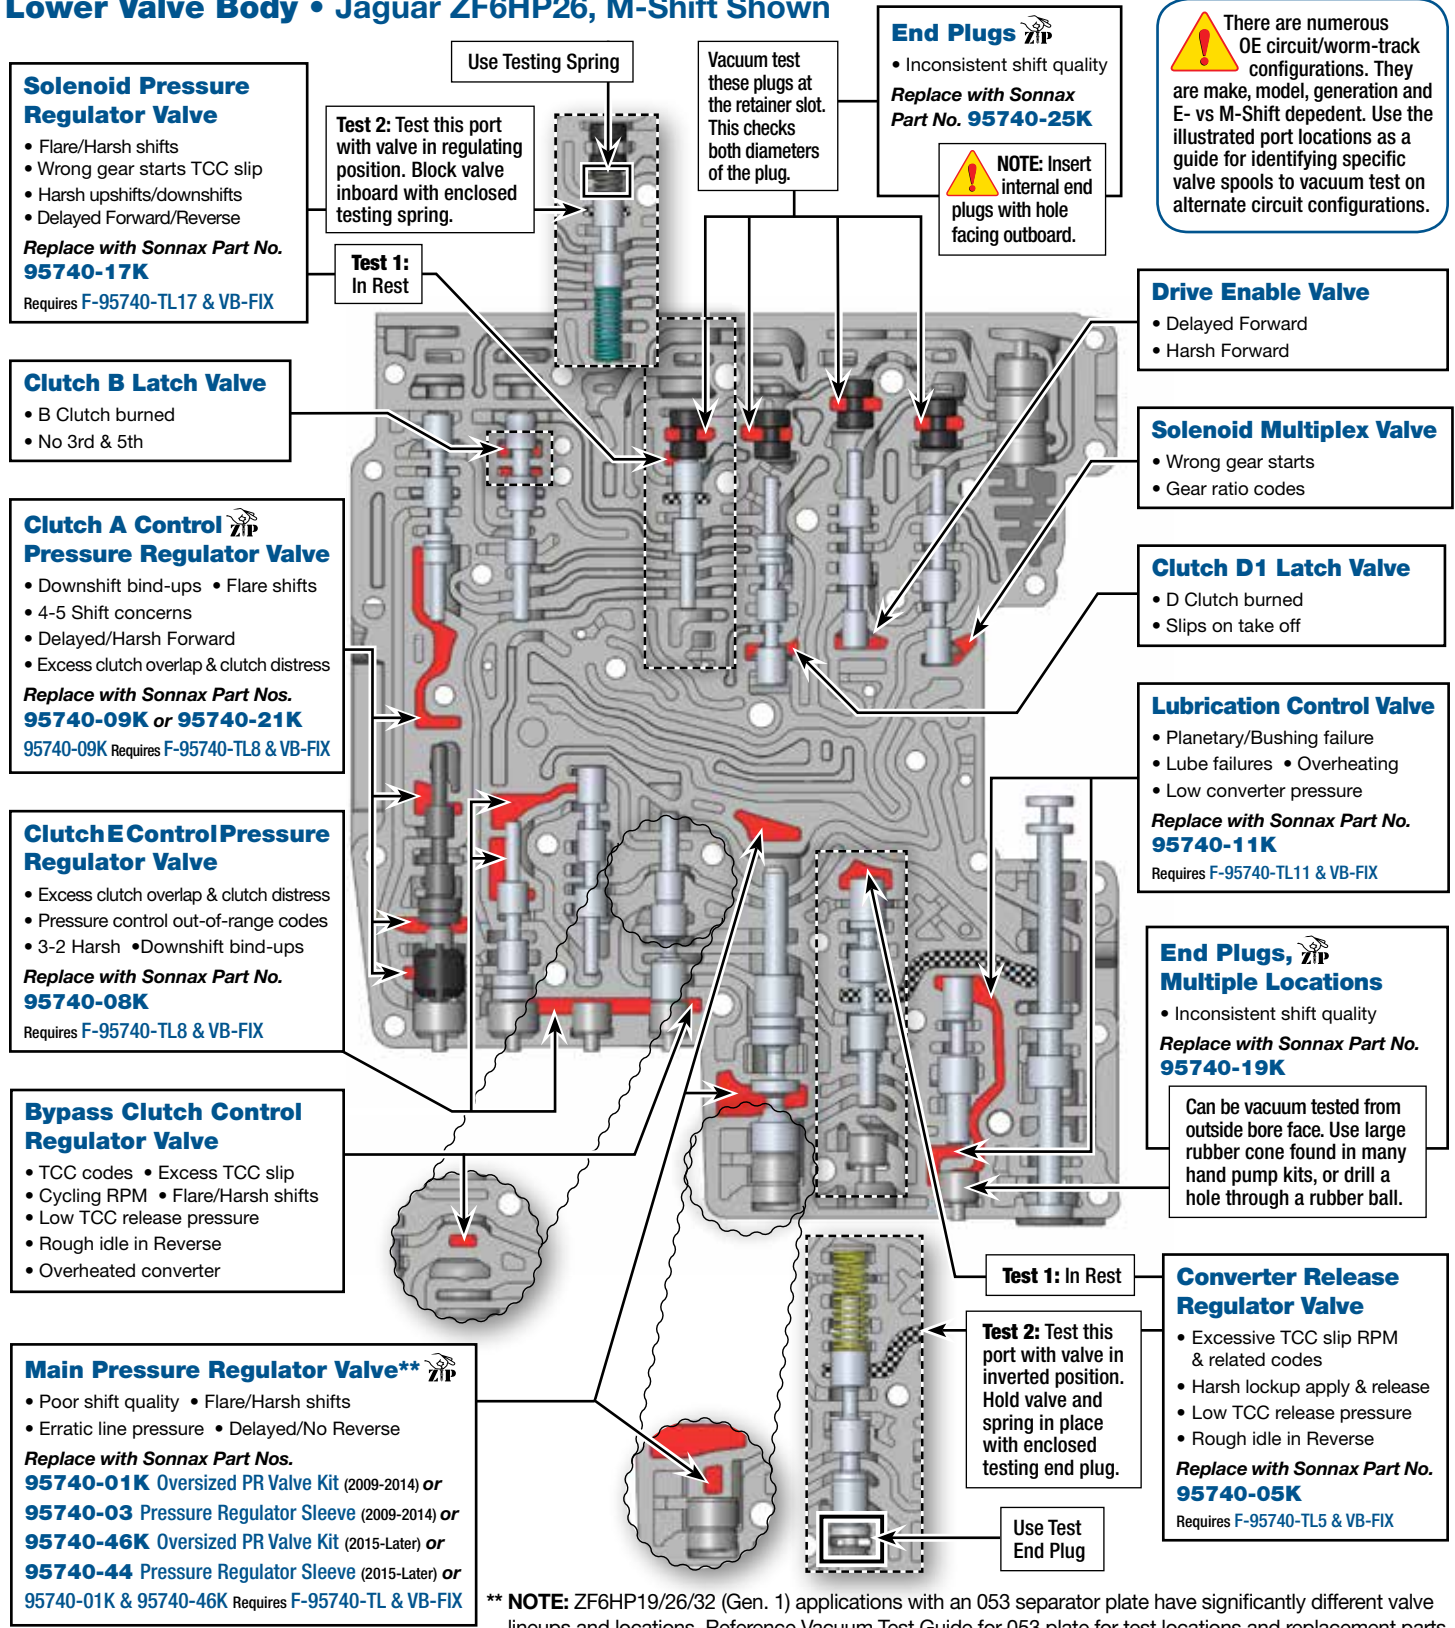 Lower Valve Body • Jaguar ZF6HP26, M-Shift Shown
Solenoid Pressure
Regulator Valve
• Flare/Harsh shifts
• Wrong gear starts TCC slip
• Harsh upshifts/downshifts
• Delayed Forward/Reverse
Replace with Sonnax Part No.
95740-17K
Requires F-95740-TL17 & VB-FIX
Use Testing Spring
Test 2: Test this port
with valve in regulating
position. Block valve
inboard with enclosed
testing spring.
Test 1:
In Rest
Vacuum test
these plugs at
the retainer slot.
This checks
both diameters
of the plug.
End Plugs ZIP
• Inconsistent shift quality
Replace with Sonnax
Part No. 95740-25K
NOTE: Insert
internal end
plugs with hole
facing outboard.
There are numerous
OE circuit/worm-track
configurations. They
are make, model, generation and
E- vs M-Shift depedent. Use the
illustrated port locations as a
guide for identifying specific
valve spools to vacuum test on
alternate circuit configurations.
Drive Enable Valve
• Delayed Forward
• Harsh Forward
Clutch B Latch Valve
• B Clutch burned
• No 3rd & 5th
Solenoid Multiplex Valve
• Wrong gear starts
• Gear ratio codes
Clutch A Control ZIP
Pressure Regulator Valve
• Downshift bind-ups • Flare shifts
• 4-5 Shift concerns
• Delayed/Harsh Forward
• Excess clutch overlap & clutch distress
Replace with Sonnax Part Nos.
95740-09K or 95740-21K
95740-09K Requires F-95740-TL8 & VB-FIX
Clutch D1 Latch Valve
• D Clutch burned
• Slips on take off
Lubrication Control Valve
• Planetary/Bushing failure
• Lube failures • Overheating
• Low converter pressure
Replace with Sonnax Part No.
95740-11K
Requires F-95740-TL11 & VB-FIX
Clutch E Control Pressure
Regulator Valve
• Excess clutch overlap & clutch distress
• Pressure control out-of-range codes
• 3-2 Harsh •Downshift bind-ups
Replace with Sonnax Part No.
95740-08K
Requires F-95740-TL8 & VB-FIX
End Plugs, ZIP
Multiple Locations
• Inconsistent shift quality
Replace with Sonnax Part No.
95740-19K
Can be vacuum tested from
outside bore face. Use large
rubber cone found in many
hand pump kits, or drill a
hole through a rubber ball.
Bypass Clutch Control
Regulator Valve
• TCC codes • Excess TCC slip
• Cycling RPM • Flare/Harsh shifts
• Low TCC release pressure
• Rough idle in Reverse
• Overheated converter
Test 1: In Rest
Test 2: Test this
port with valve in
inverted position.
Hold valve and
spring in place
with enclosed
testing end plug.
Use Test
End Plug
Converter Release
Regulator Valve
• Excessive TCC slip RPM
& related codes
• Harsh lockup apply & release
• Low TCC release pressure
• Rough idle in Reverse
Replace with Sonnax Part No.
95740-05K
Requires F-95740-TL5 & VB-FIX
Main Pressure Regulator Valve** ZIP
• Poor shift quality • Flare/Harsh shifts
• Erratic line pressure • Delayed/No Reverse
Replace with Sonnax Part Nos.
95740-01K Oversized PR Valve Kit (2009-2014) or
95740-03 Pressure Regulator Sleeve (2009-2014) or
95740-46K Oversized PR Valve Kit (2015-Later) or
95740-44 Pressure Regulator Sleeve (2015-Later) or
95740-01K & 95740-46K Requires F-95740-TL & VB-FIX
** NOTE: ZF6HP19/26/32 (Gen. 1) applications with an 053 separator plate have significantly different valve
lineups and locations. Reference Vacuum Test Guide for 053 plate for test locations and replacement parts